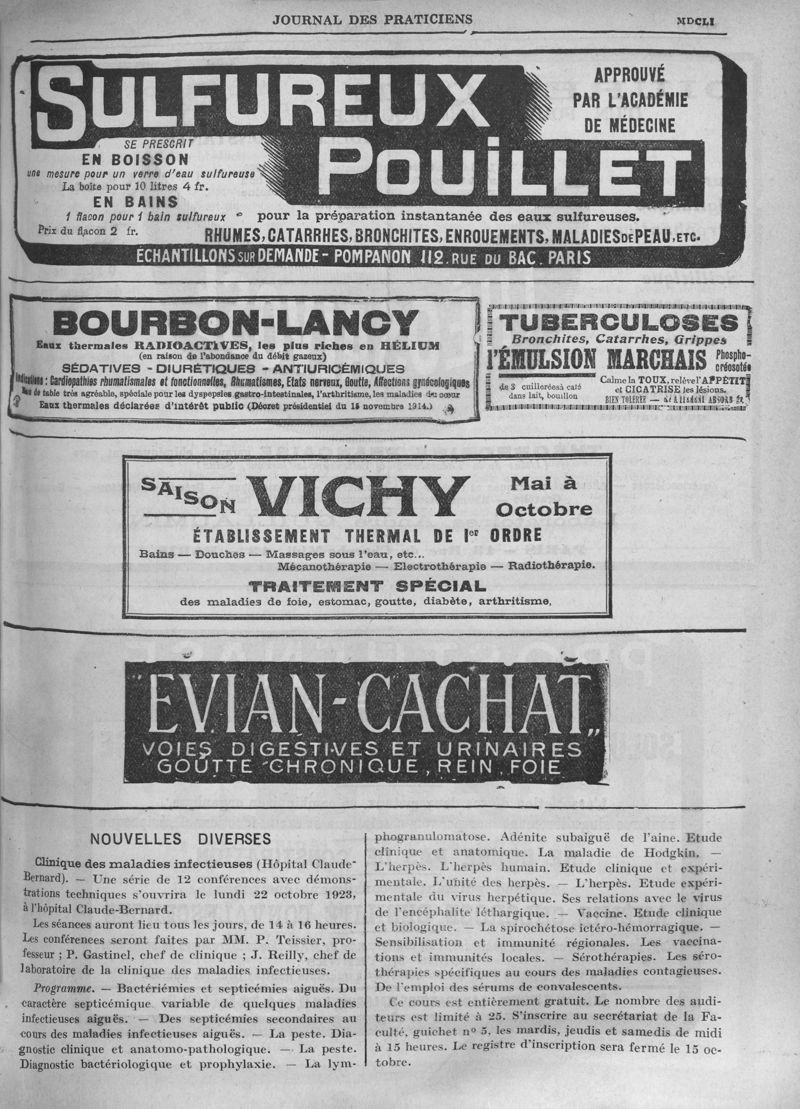 JOURNAL DES PRATICIENS
MDCLI
SULFUREUX
POUILLET
APPROUVÉ
PAR L'ACADÉMIE
DE MÉDECINE
SE PRESCRIT
EN BOISSON
une mesure pour un verre d'eau sulfureuse
La boîte pour 10 litres 4 fr.
EN BAINS
1 flacon pour 1 bain sulfureux
Prix du flacon 2 fr.
pour la préparation instantanée des eaux sulfureuses.
RHUMES, CATARRHES, BRONCHITES, ENROUEMENTS, MALADIES DE PEAU, ETC.
ÉCHANTILLONS SUR DEMANDE - POMPANON 112. RUE DU BAC. PARIS
BOURBON-LANCY
Eaux thermales RADIOACTIVES, les plus riches en HÉLIUM
(en raison de l'abondance du débit gazeux)
SÉDATIVES - DIURÉTIQUES - ANTIURICÉMIQUES
Indications : Cardiopathies rhumatismales et fonctionnelles, Rhumatismes, Etats nerveux, Goutte, Affections gynécologiques
de table très agréable, spéciale pour les dyspepsies gastro-intestinales, l'arthritisme, les maladies du cœur
Eaux thermales déclarées d'intérêt public (Décret présidentiel du 15 novembre 1914.)
TUBERCULOSES
Bronchites, Catarrhes, Grippes
l'ÉMULSION MARCHAIS Phospho-
créosotée
de 3 cuillerées à café
dans lait, bouillon
Calme la TOUX, relève l'APPÉTIT
et CICATRISE les lésions.
BIEN TOLÉRÉE —
SAISON VICHY Mai à
Octobre
ÉTABLISSEMENT THERMAL DE 1er ORDRE
Bains — Douches — Massages sous l'eau, etc...
Mécanothérapie — Electrothérapie — Radiothérapie.
TRAITEMENT SPÉCIAL
des maladies de foie, estomac, goutte, diabète, arthritisme.
"EVIAN-CACHAT„
VOIES DIGESTIVES ET URINAIRES
GOUTTE CHRONIQUE, REIN, FOIE
NOUVELLES DIVERSES
Clinique des maladies infectieuses (Hôpital Claude-
Bernard). — Une série de 12 conférences avec démons-
trations techniques s'ouvrira le lundi 22 octobre 1923,
à l'hôpital Claude-Bernard.
Les séances auront lieu tous les jours, de 14 à 16 heures.
Les conférences seront faites par MM. P. Teissier, pro-
fesseur ; P. Gastinel, chef de clinique ; J. Reilly, chef de
laboratoire de la clinique des maladies infectieuses.
Programme. — Bactériémies et septicémies aiguës. Du
caractère septicémique variable de quelques maladies
infectieuses aiguës. — Des septicémies secondaires au
cours des maladies infectieuses aiguës. — La peste. Dia-
gnostic clinique et anatomo-pathologique. — La peste.
Diagnostic bactériologique et prophylaxie. — La lym-
phogranulomatose. Adénite subaiguë de l'aine. Etude
clinique et anatomique. La maladie de Hodgkin. —
L'herpès. L'herpès humain. Etude clinique et expéri-
mentale. L'unité des herpès. — L'herpès. Etude expéri-
mentale du virus herpétique. Ses relations avec le virus
de l'encéphalite léthargique. — Vaccine. Etude clinique
et biologique. — La spirochétose ictéro-hémorragique. —
Sensibilisation et immunité régionales. Les vaccina-
tions et immunités locales. — Sérothérapies. Les séro-
thérapies spécifiques au cours des maladies contagieuses.
De l'emploi des sérums de convalescents.
Ce cours est entièrement gratuit. Le nombre des audi-
teurs est limité à 25. S'inscrire au secrétariat de la Fa-
culté, guichet nº 5, les mardis, jeudis et samedis de midi
à 15 heures. Le registre d'inscription sera fermé le 15 oc-
tobre.